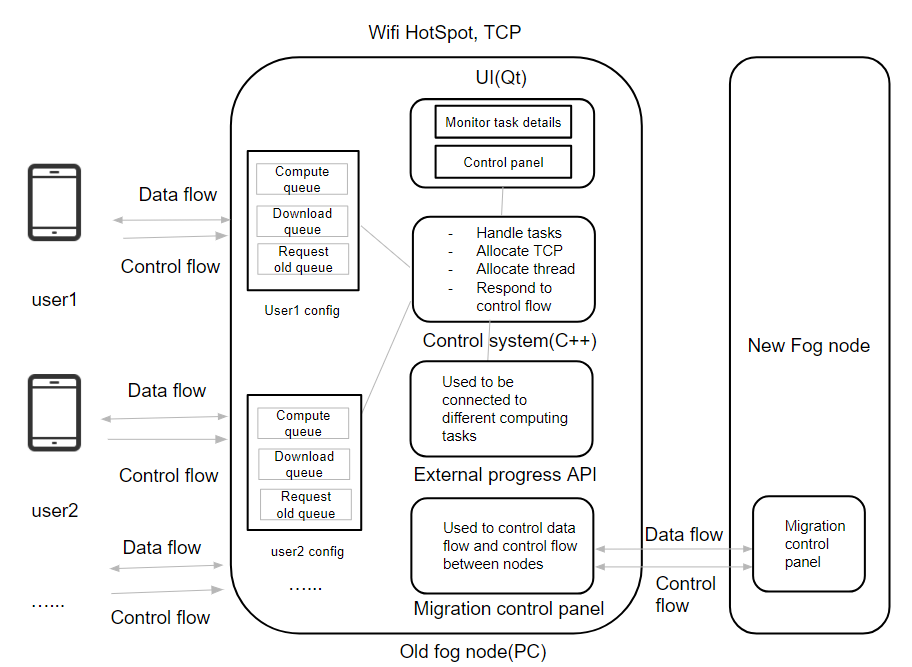 Wifi HotSpot, TCP
UI(Qt)
Monitor task details
Control panel
Data flow
Control flow
user1
Compute
queue
Download
queue
Request
old queue
User1 config
- Handle tasks
- Allocate TCP
- Allocate thread
- Respond to
control flow
Control system(C++)
New Fog node
Data flow
Control flow
user2
Compute
queue
Download
queue
Request
old queue
user2 config
Used to be
connected to
different computing
tasks
External progress API
Data flow
Control flow
…...
…...
Used to control data
flow and control flow
between nodes
Migration control panel
Data flow
Control
flow
Migration
control
panel
Old fog node(PC)